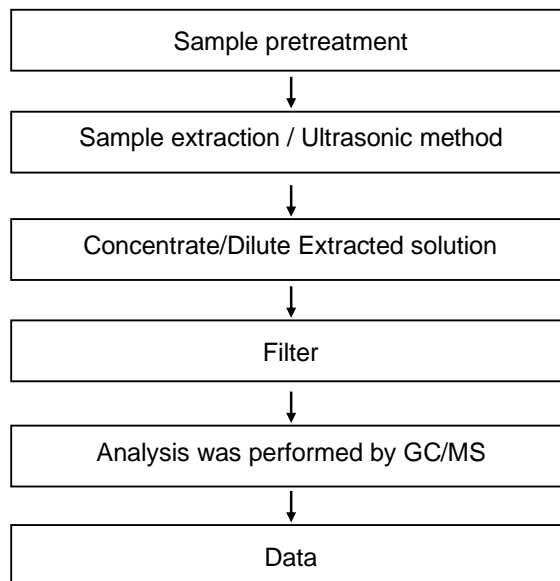 Sample pretreatment
Sample extraction / Ultrasonic method
Concentrate/Dilute Extracted solution
Filter
Analysis was performed by GC/MS
Data